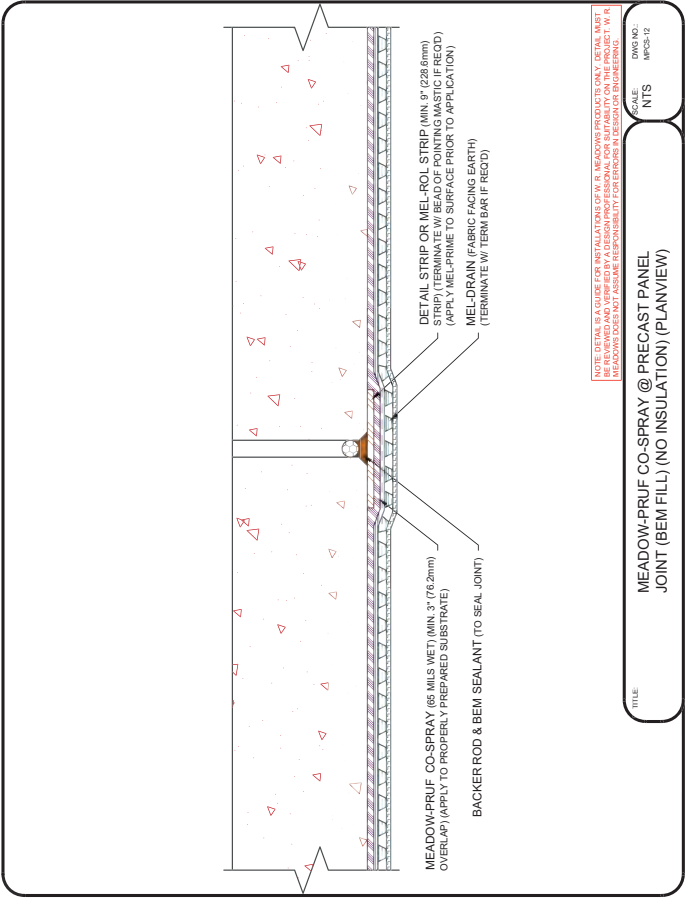 DETAIL STRIP OR MEL-ROL STRIP (MIN. 9" (228.6mm)
STRIP) (TERMINATE W/ BEAD OF POINTING MASTIC IF REQ'D)
(APPLY MEL-PRIME TO SURFACE PRIOR TO APPLICATION)
MEL-DRAIN (FABRIC FACING EARTH)
(TERMINATE W/ TERM BAR IF REQ'D)
MEADOW-PRUF CO-SPRAY (65 MILS WET) (MIN. 3" (76.2mm)
OVERLAP) (APPLY TO PROPERLY PREPARED SUBSTRATE)
BACKER ROD & BEM SEALANT (TO SEAL JOINT)
NOTE: DETAIL IS A GUIDE FOR INSTALLATIONS OF W. R. MEADOWS PRODUCTS ONLY. DETAIL MUST
BE REVIEWED AND VERIFIED BY A DESIGN PROFESSIONAL FOR SUITABILITY ON THE PROJECT. W. R.
MEADOWS DOES NOT ASSUME RESPONSIBILITY FOR ERRORS IN DESIGN OR ENGINEERING.
TITLE:
MEADOW-PRUF CO-SPRAY @ PRECAST PANEL
JOINT (BEM FILL) (NO INSULATION) (PLANVIEW)
SCALE:
NTS
DWG NO.:
MPCS-12